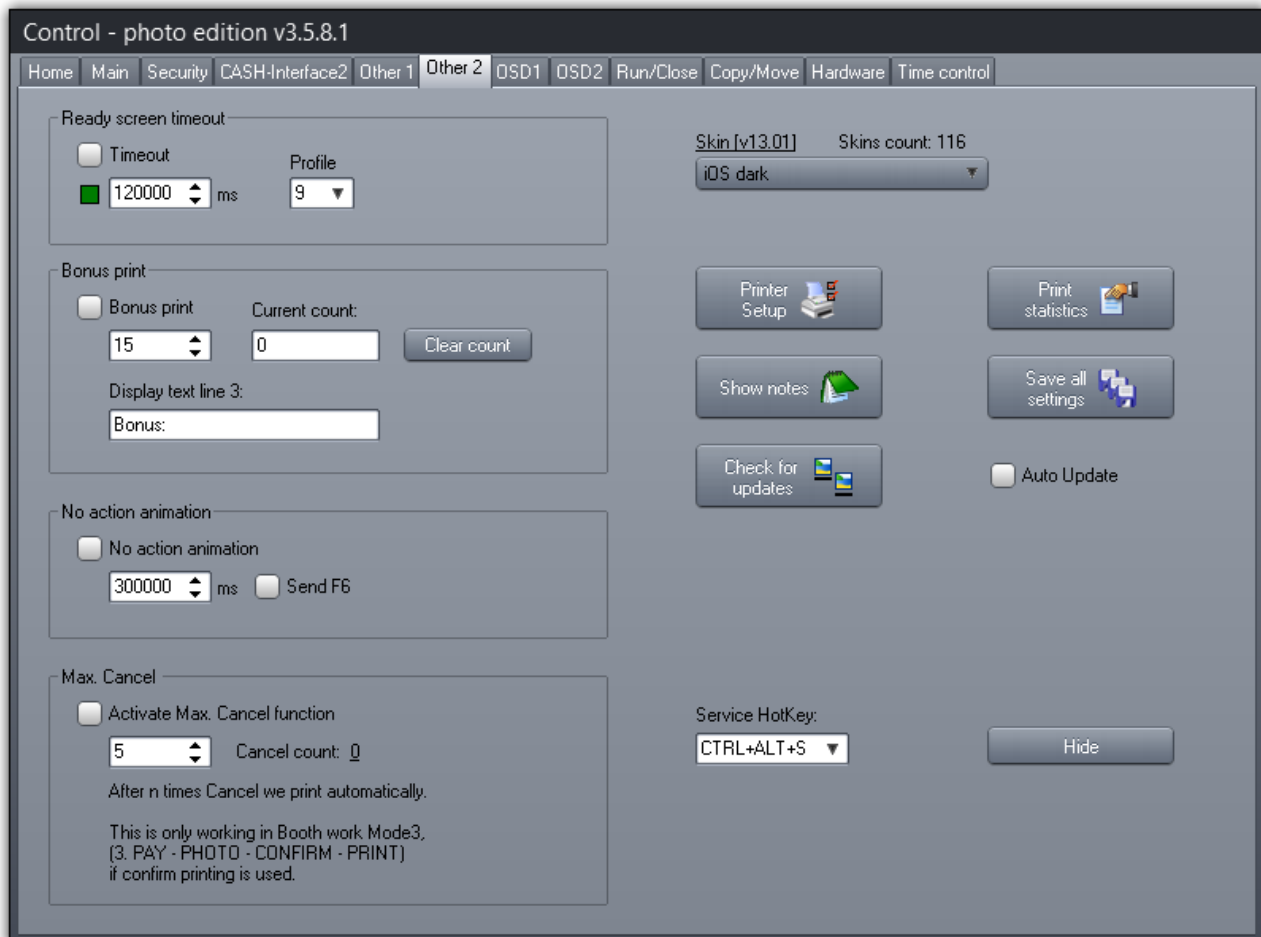 Control - photo edition v3.5.8.1
Home Main Security CASH-Interface2 Other 1 Other 2 OSD1 OSD2 Run/Close Copy/Move Hardware Time control
Ready screen timeout
Timeout
Profile
120000 ms 9
Skin [v13.01] Skins count: 116
iOS dark
Bonus print
Bonus print Current count:
15 0 Clear count
Display text line 3:
Bonus:
Printer
Setup
Print
statistics
Show notes
Save all
settings
Check for
updates
Auto Update
No action animation
No action animation
300000 ms Send F6
Max. Cancel
Activate Max. Cancel function
5 Cancel count: 0
After n times Cancel we print automatically.
This is only working in Booth work Mode3,
(3. PAY - PHOTO - CONFIRM - PRINT)
if confirm printing is used.
Service HotKey:
CTRL+ALT+S
Hide